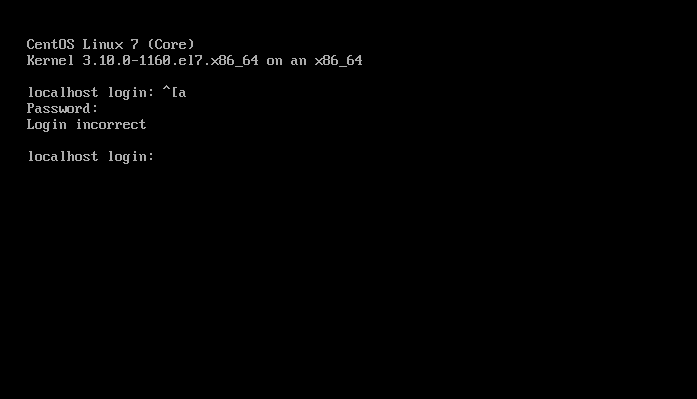 CentOS Linux 7 (Core)
Kernel 3.10.0-1160.el7.x86_64 on an x86_64
localhost login: ^[a
Password:
Login incorrect
localhost login: